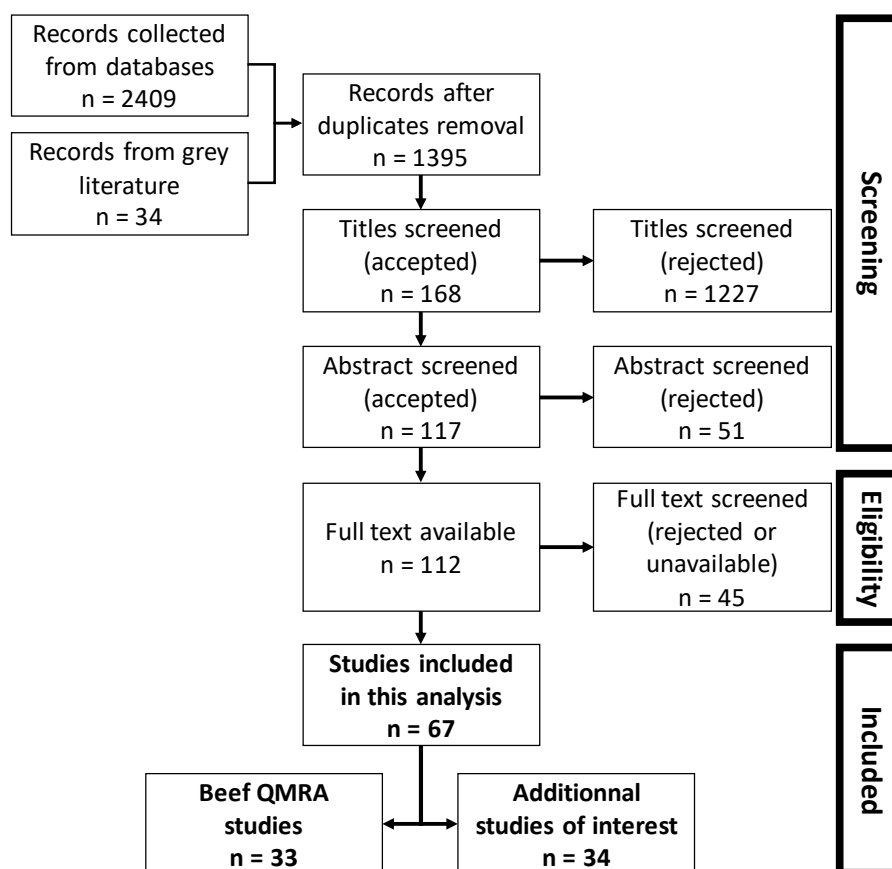 Records collected
from databases
n = 2409
Records from grey
literature
n = 34
Records after
duplicates removal
n = 1395
Titles screened
(accepted)
n = 168
Titles screened
(rejected)
n = 1227
Abstract screened
(accepted)
n = 117
Abstract screened
(rejected)
n = 51
Full text available
n = 112
Full text screened
(rejected or
unavailable)
n = 45
Studies included
in this analysis
n = 67
Beef QMRA
studies
n = 33
Additionnal
studies of interest
n = 34
Screening
Eligibility
Included